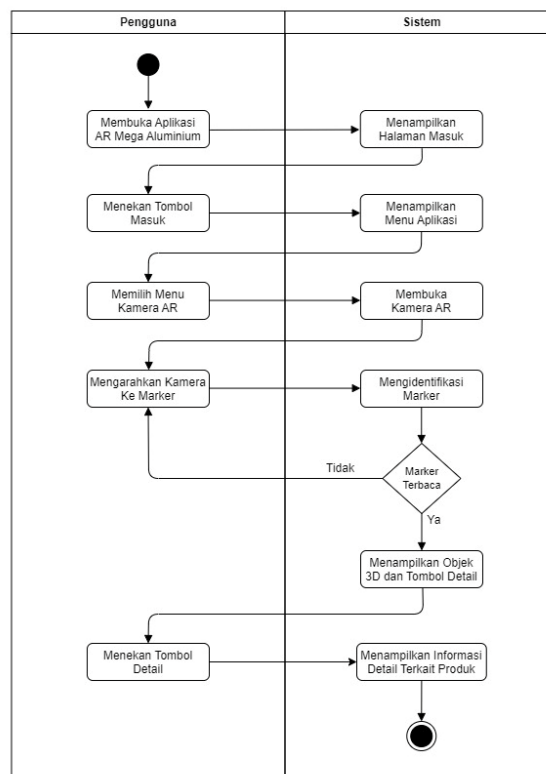 Pengguna
Sistem
Membuka Aplikasi
AR Mega Aluminium
Menampilkan
Halaman Masuk
Menekan Tombol
Masuk
Menampilkan
Menu Aplikasi
Memilih Menu
Kamera AR
Membuka
Kamera AR
Mengarahkan Kamera
Ke Marker
Mengidentifikasi
Marker
Tidak
Marker
Terbaca
Ya
Menampilkan Objek
3D dan Tombol Detail
Menekan Tombol
Detail
Menampilkan Informasi
Detail Terkait Produk